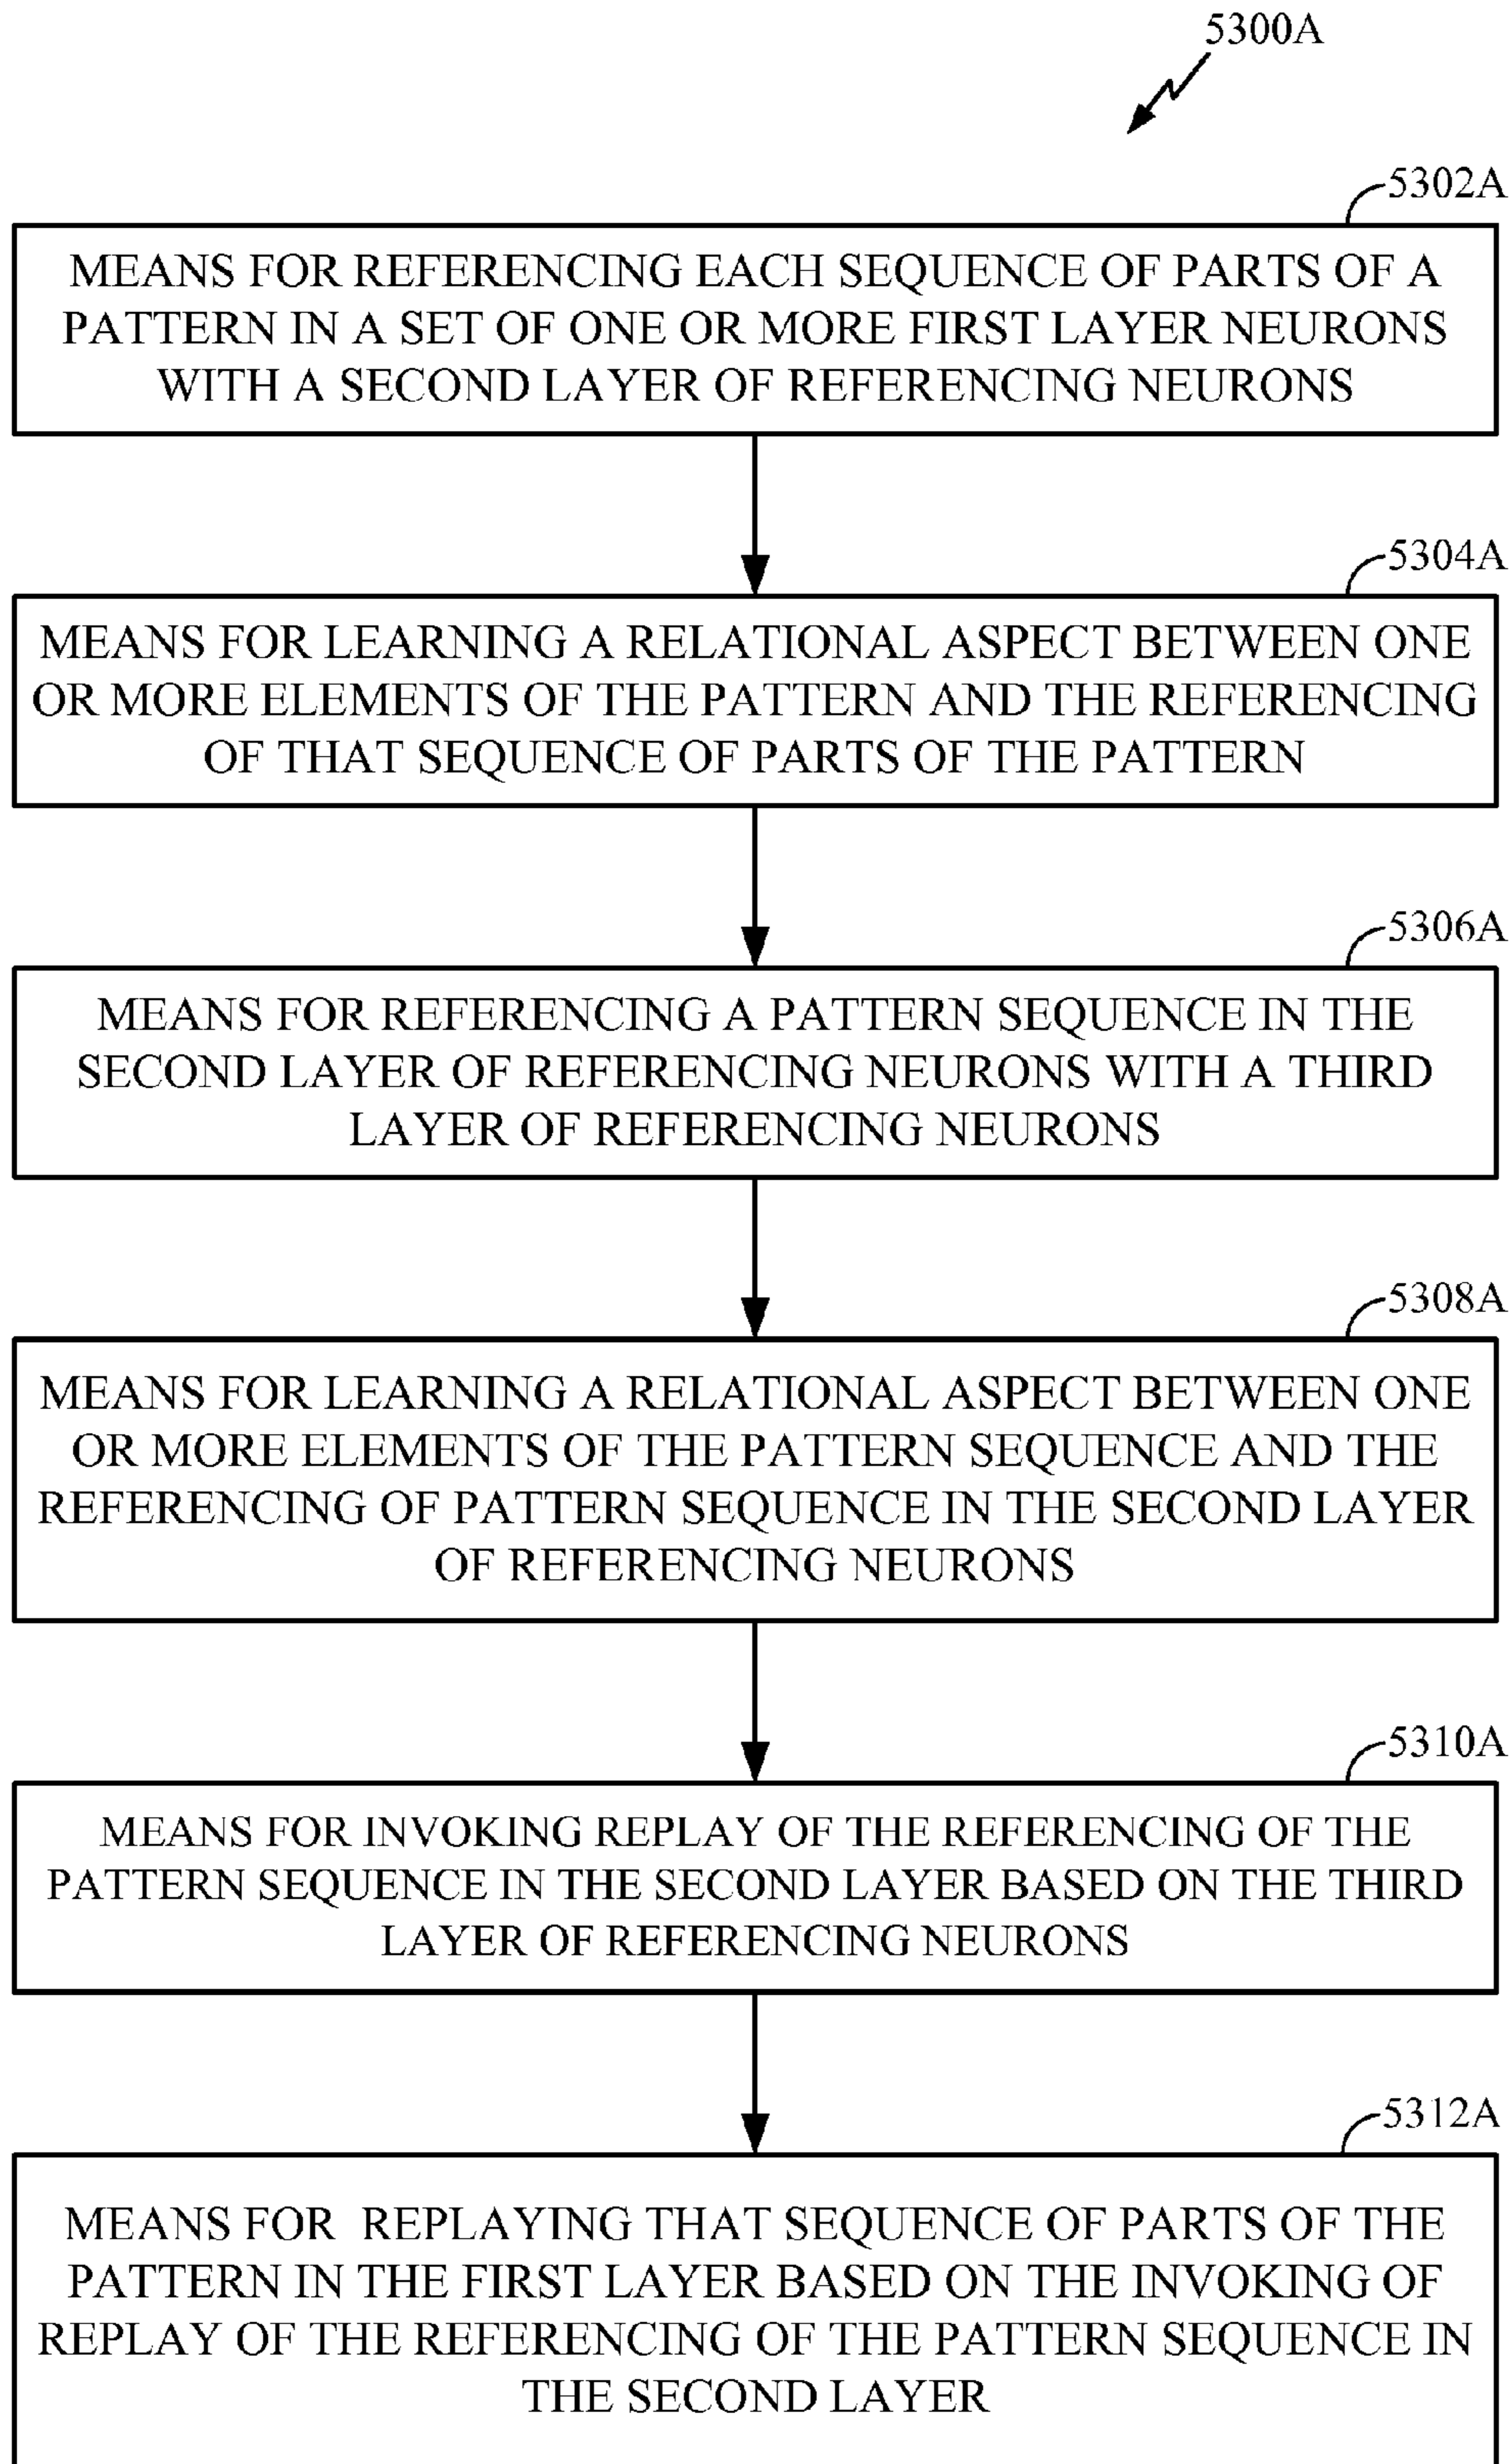 5300A
5302A
MEANS FOR REFERENCING EACH SEQUENCE OF PARTS OF A
PATTERN IN A SET OF ONE OR MORE FIRST LAYER NEURONS
WITH A SECOND LAYER OF REFERENCING NEURONS
5304A
MEANS FOR LEARNING A RELATIONAL ASPECT BETWEEN ONE
OR MORE ELEMENTS OF THE PATTERN AND THE REFERENCING
OF THAT SEQUENCE OF PARTS OF THE PATTERN
5306A
MEANS FOR REFERENCING A PATTERN SEQUENCE IN THE
SECOND LAYER OF REFERENCING NEURONS WITH A THIRD
LAYER OF REFERENCING NEURONS
5308A
MEANS FOR LEARNING A RELATIONAL ASPECT BETWEEN ONE
OR MORE ELEMENTS OF THE PATTERN SEQUENCE AND THE
REFERENCING OF PATTERN SEQUENCE IN THE SECOND LAYER
OF REFERENCING NEURONS
5310A
MEANS FOR INVOKING REPLAY OF THE REFERENCING OF THE
PATTERN SEQUENCE IN THE SECOND LAYER BASED ON THE THIRD
LAYER OF REFERENCING NEURONS
5312A
MEANS FOR REPLAYING THAT SEQUENCE OF PARTS OF THE
PATTERN IN THE FIRST LAYER BASED ON THE INVOKING OF
REPLAY OF THE REFERENCING OF THE PATTERN SEQUENCE IN
THE SECOND LAYER